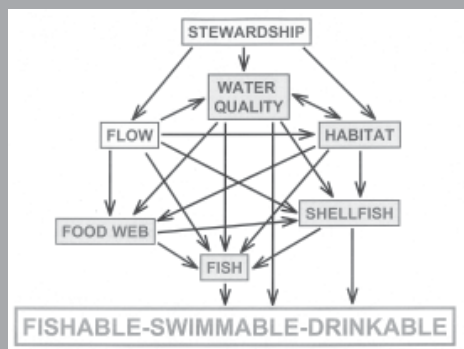 STEWARDSHIP
WATER
QUALITY
FLOW
HABITAT
SHELLFISH
FOOD WEB
FISH
FISHABLE-SWIMMABLE-DRINKABLE